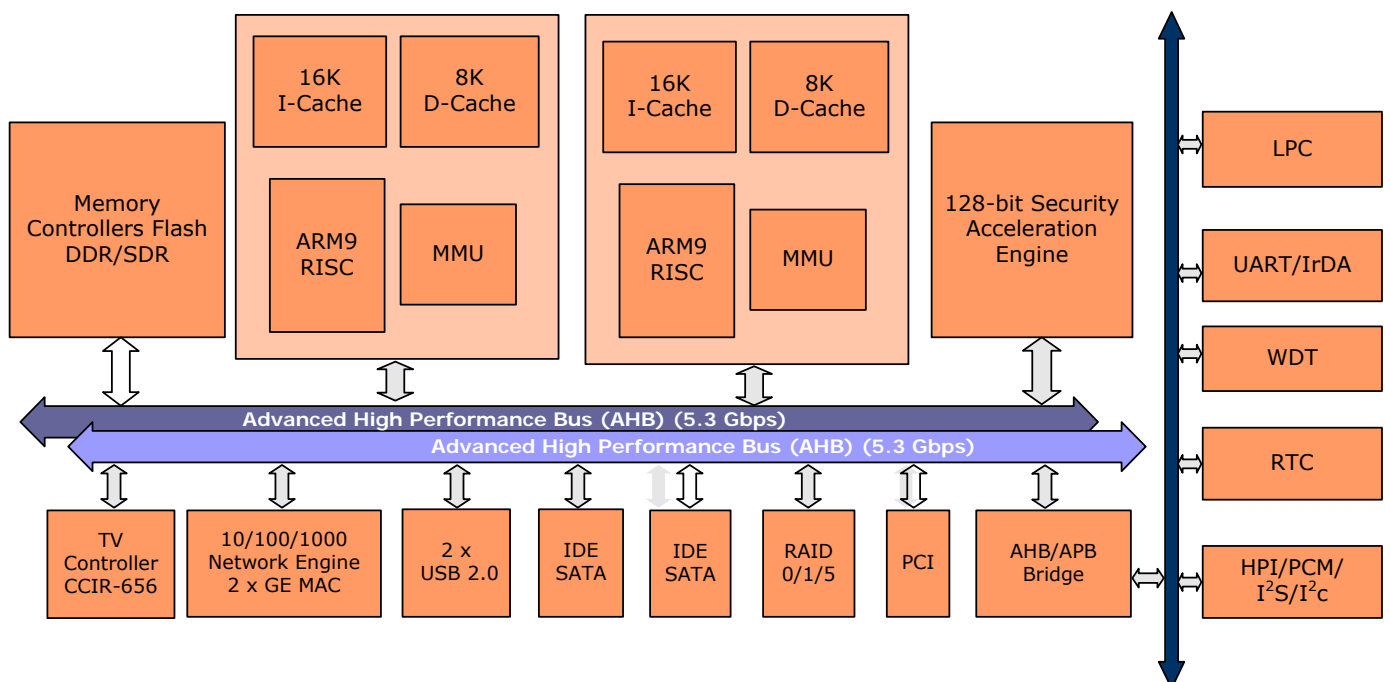 16K
I-Cache
8K
D-Cache
16K
I-Cache
8K
D-Cache
Memory
Controllers Flash
DDR/SDR
ARM9
RISC
MMU
ARM9
RISC
MMU
128-bit Security
Acceleration
Engine
Advanced High Performance Bus (AHB) (5.3 Gbps)
Advanced High Performance Bus (AHB) (5.3 Gbps)
TV
Controller
CCIR-656
10/100/1000
Network Engine
2 x GE MAC
2 x
USB 2.0
IDE
SATA
IDE
SATA
RAID
0/1/5
PCI
AHB/APB
Bridge
LPC
UART/IrDA
WDT
RTC
HPI/PCM/
I²S/I²c